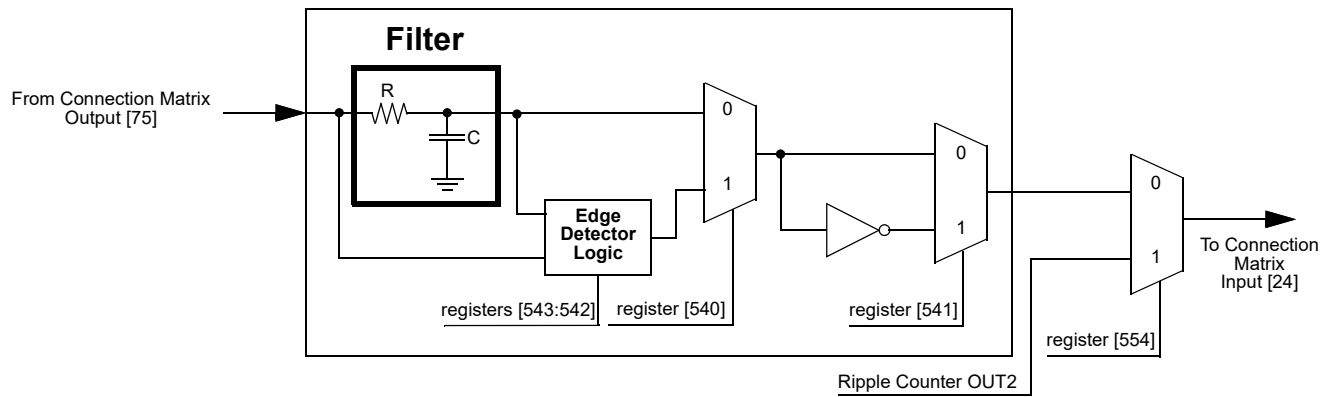 Filter
From Connection Matrix
Output [75]
R
C
0
1
Edge
Detector
Logic
0
1
0
1
To Connection
Matrix
Input [24]
registers [543:542]
register [540]
register [541]
register [554]
Ripple Counter OUT2